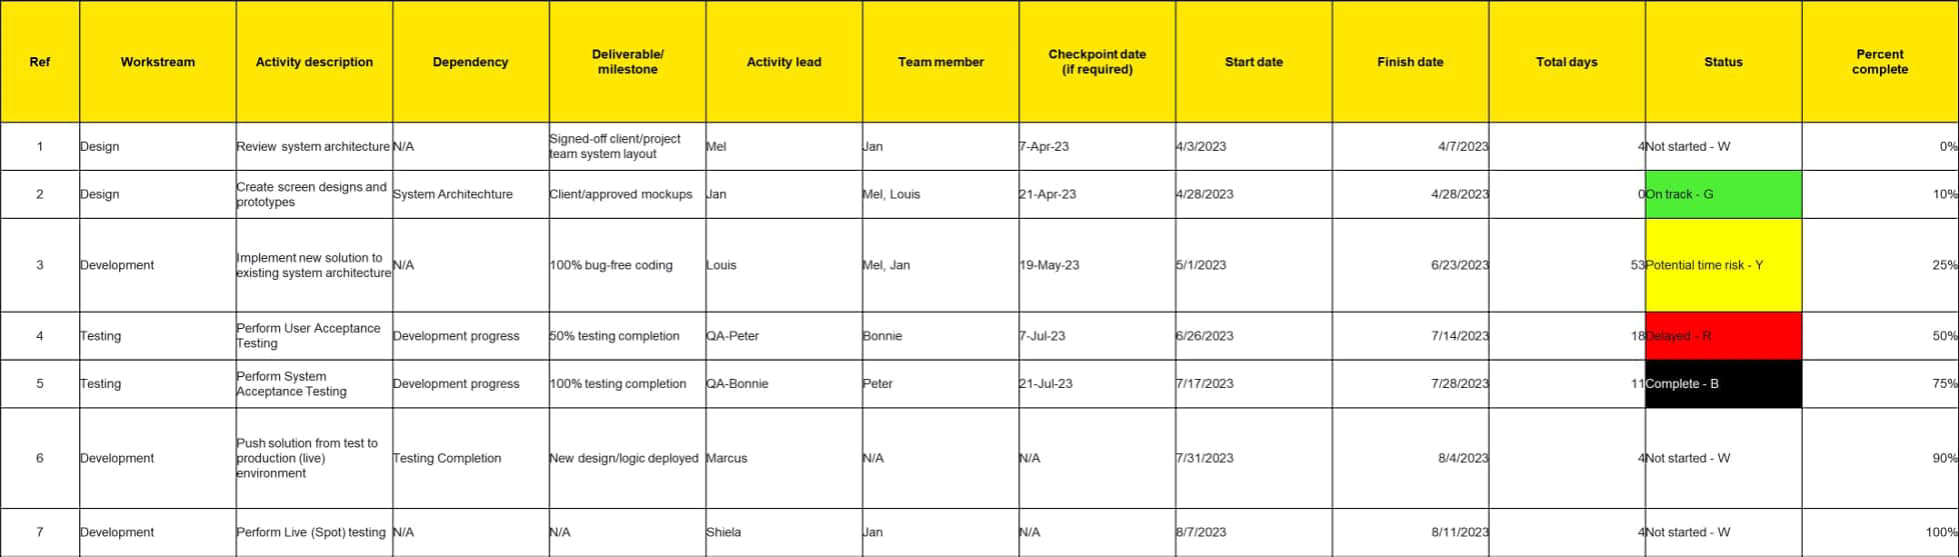 Ref Workstream Activity description Dependency Deliverable/ milestone Activity lead Team member Checkpoint date (if required) Start date Finish date Total days Status Percent complete
1 Design Review system architecture N/A Signed-off client/project team system layout Mel Jan 7-Apr-23 4/3/2023 4/7/2023 4 Not started - W 0%
2 Design Create screen designs and prototypes System Architechture Client/approved mockups Jan Mel, Louis 21-Apr-23 4/28/2023 4/28/2023 0 On track - G 10%
3 Development Implement new solution to existing system architecture N/A 100% bug-free coding Louis Mel, Jan 19-May-23 5/1/2023 6/23/2023 53 Potential time risk - Y 25%
4 Testing Perform User Acceptance Testing Development progress 50% testing completion QA-Peter Bonnie 7-Jul-23 6/26/2023 7/14/2023 18 Delayed - R 50%
5 Testing Perform System Acceptance Testing Development progress 100% testing completion QA-Bonnie Peter 21-Jul-23 7/17/2023 7/28/2023 11 Complete - B 75%
6 Development Push solution from test to production (live) environment Testing Completion New design/logic deployed Marcus N/A N/A 7/31/2023 8/4/2023 4 Not started - W 90%
7 Development Perform Live (Spot) testing N/A N/A Shiela Jan N/A 8/7/2023 8/11/2023 4 Not started - W 100%